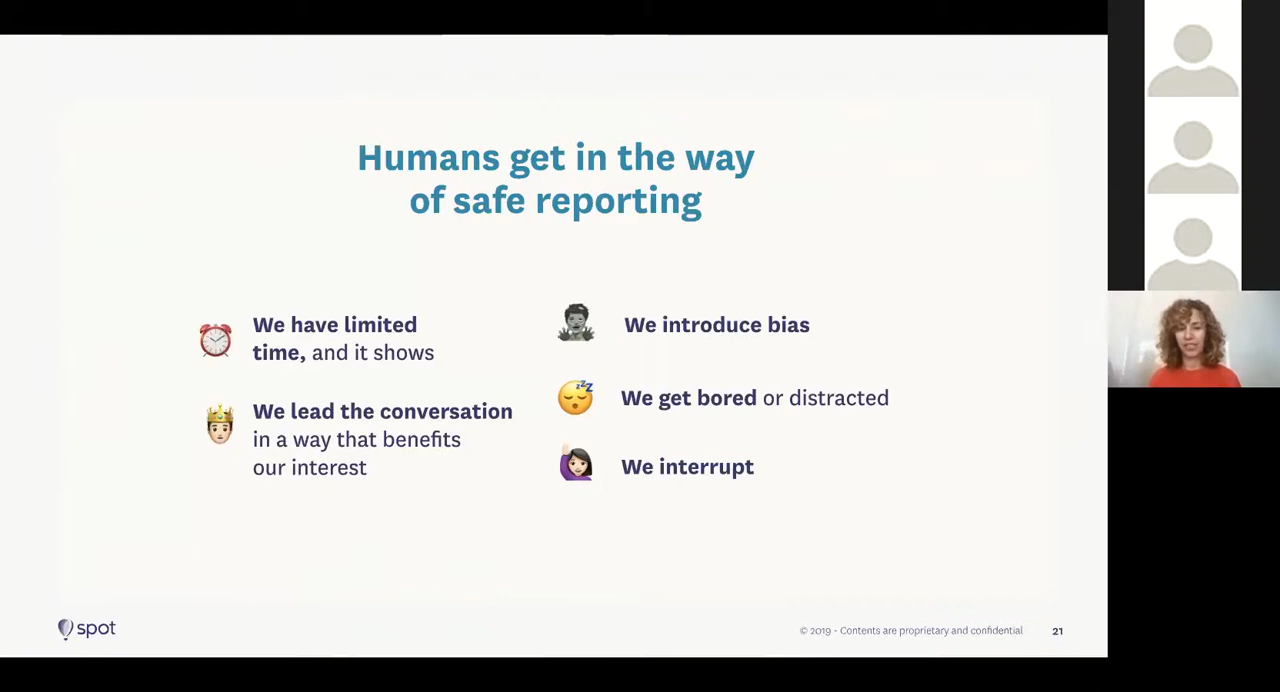 Humans get in the way
of safe reporting
We have limited
time, and it shows
We lead the conversation
in a way that benefits
our interest
We introduce bias
We get bored or distracted
We interrupt
spot
© 2019 - Contents are proprietary and confidential
21